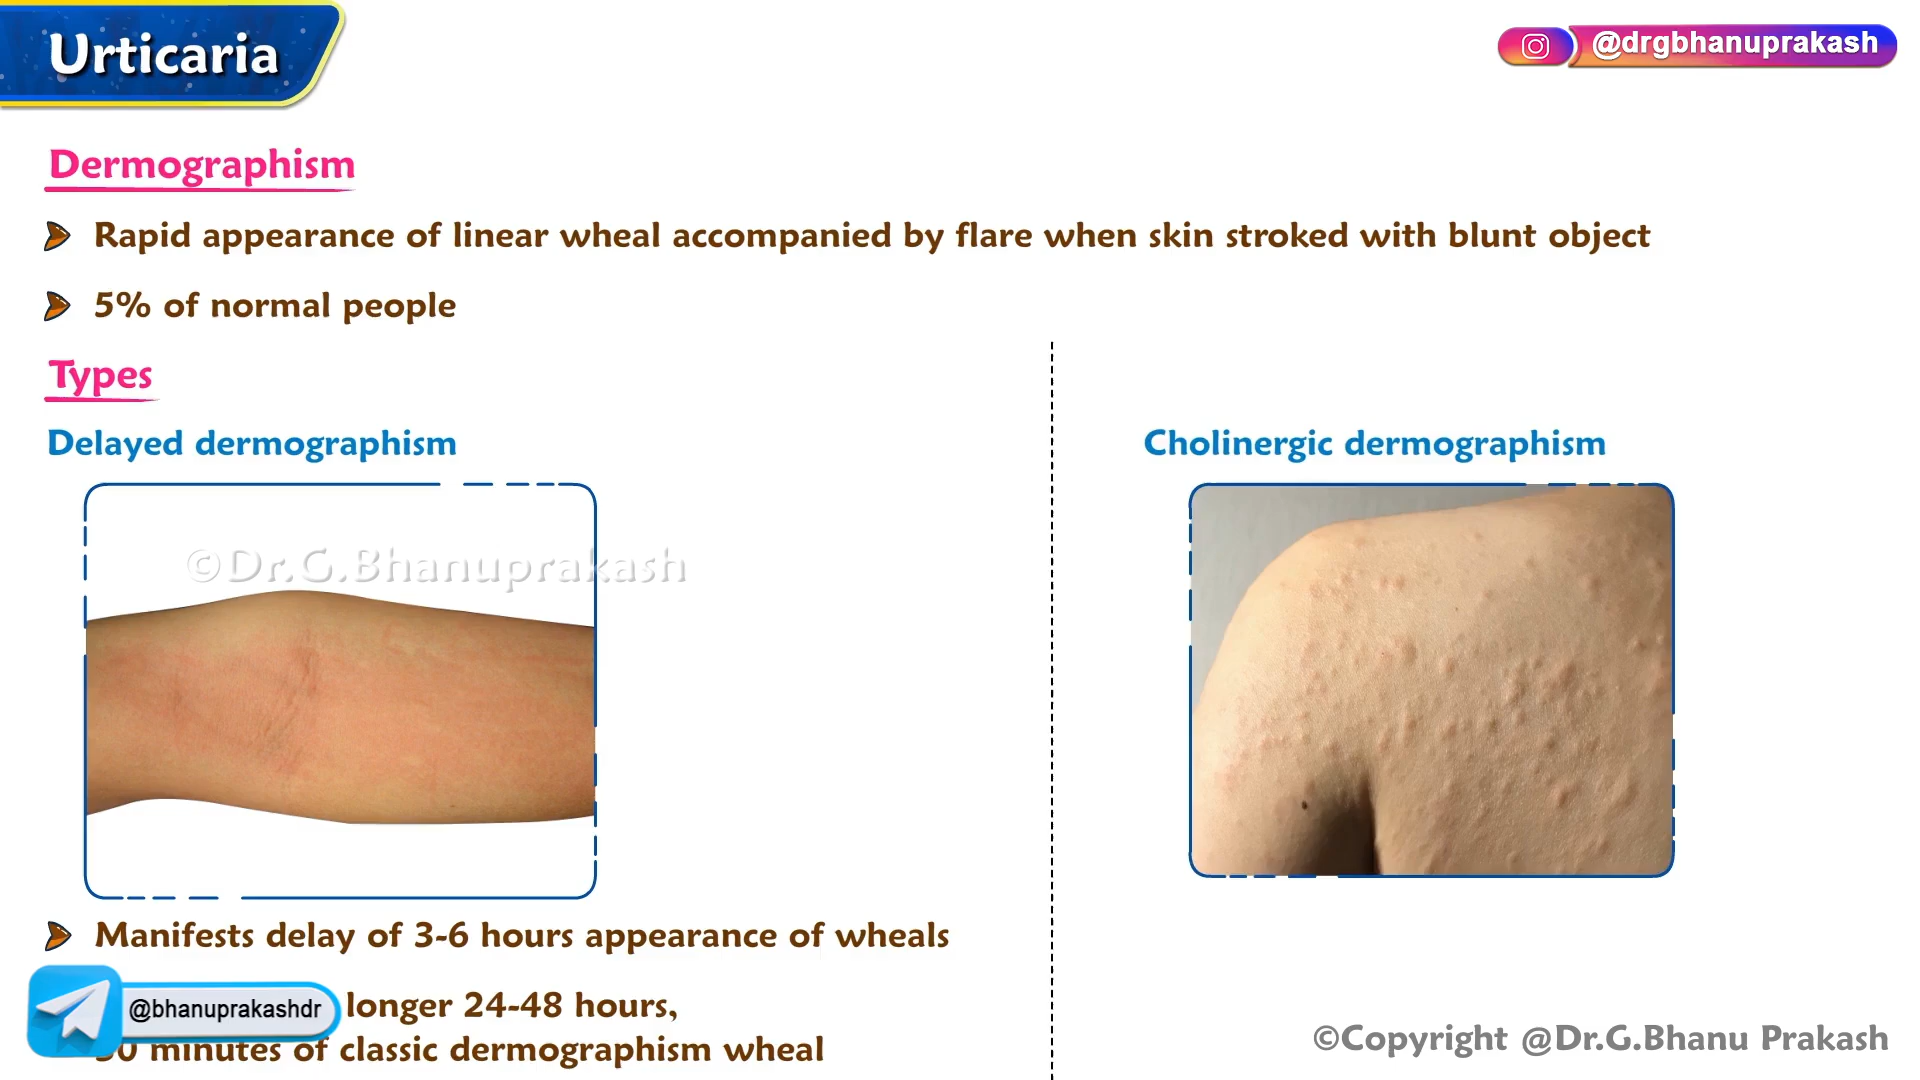 Urticaria
@drgbhanuprakash
Dermographism
Rapid appearance of linear wheal accompanied by flare when skin stroked with blunt object
5% of normal people
Types
Delayed dermographism
Cholinergic dermographism
©Dr.G.Bhanuprakash
Manifests delay of 3-6 hours appearance of wheals
@bhanuprakashdr
longer 24-48 hours,
minutes of classic dermographism wheal
©Copyright @Dr.G.Bhanu Prakash